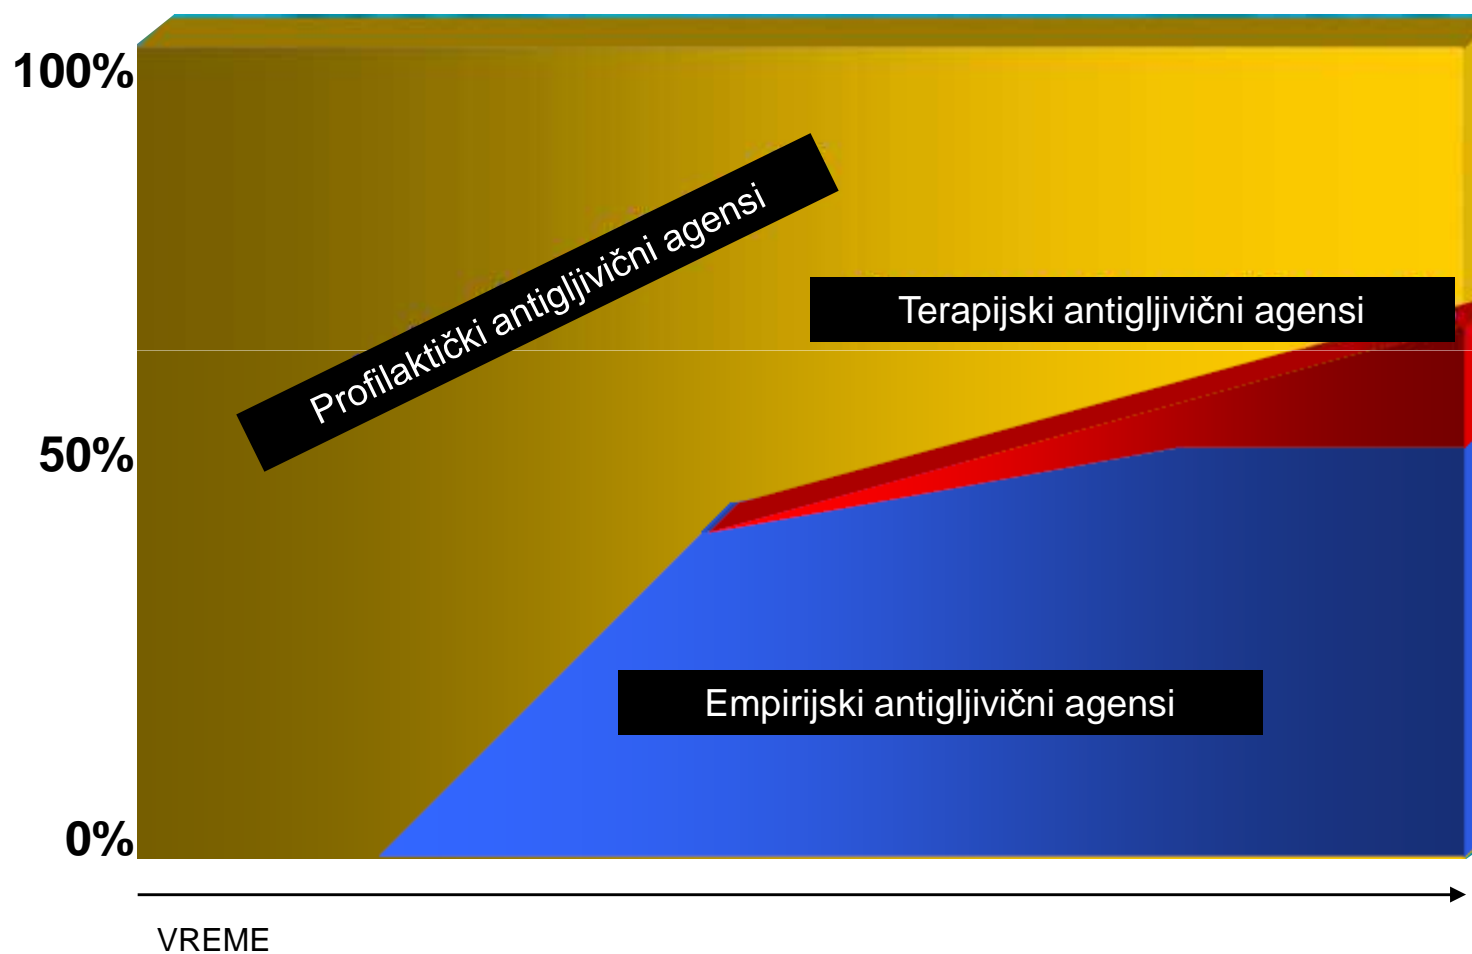 100%
Profilaktički antigljivični agensi
Terapijski antigljivični agensi
50%
Empirijski antigljivični agensi
0%
VREME